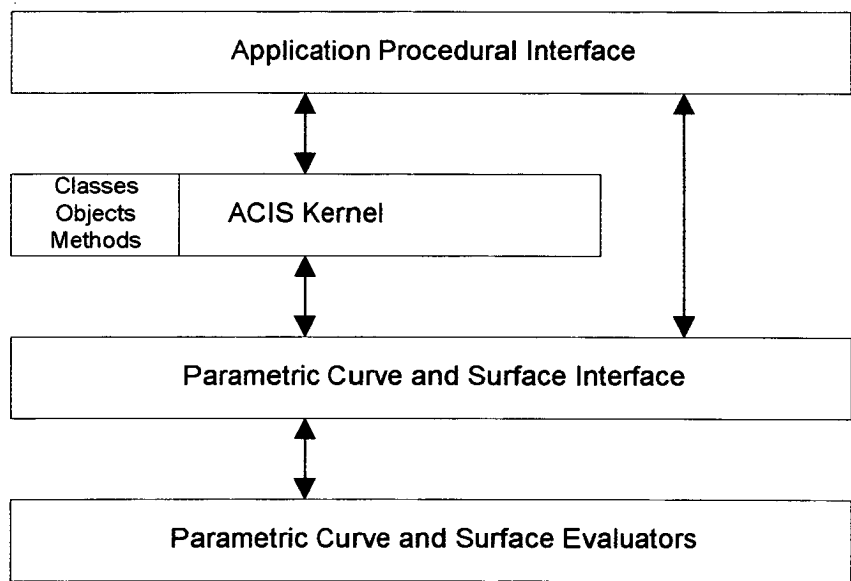 Application Procedural Interface
Classes
Objects
Methods
ACIS Kernel
Parametric Curve and Surface Interface
Parametric Curve and Surface Evaluators